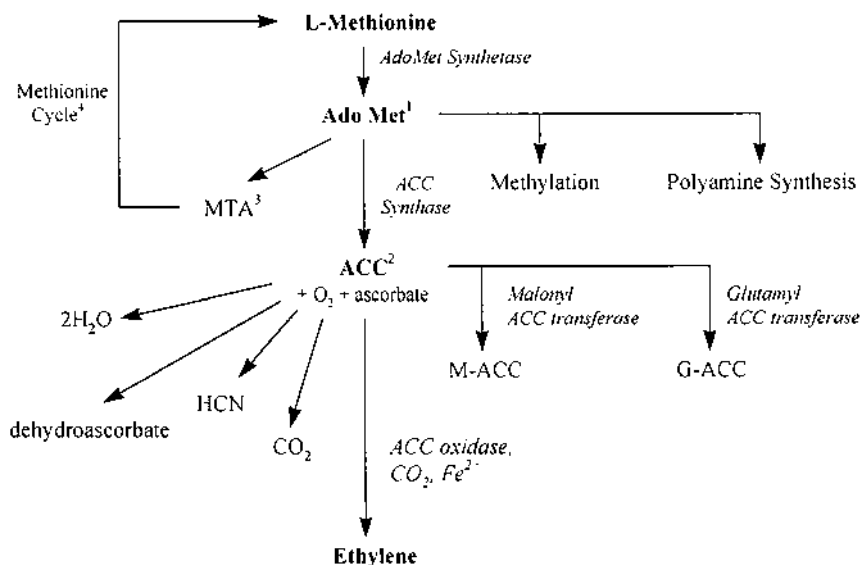 L-Methionine
AdoMet Synthetase
Methionine
Cycle⁴
Ado Met¹
ACC
Synthase
Methylation
Polyamine Synthesis
MTA³
ACC²
+ O₂ + ascorbate
Malonyl
ACC transferase
Glutamyl
ACC transferase
2H₂O
M-ACC
G-ACC
HCN
dehydroascorbate
CO₂
ACC oxidase,
CO₂, Fe²⁻
Ethylene